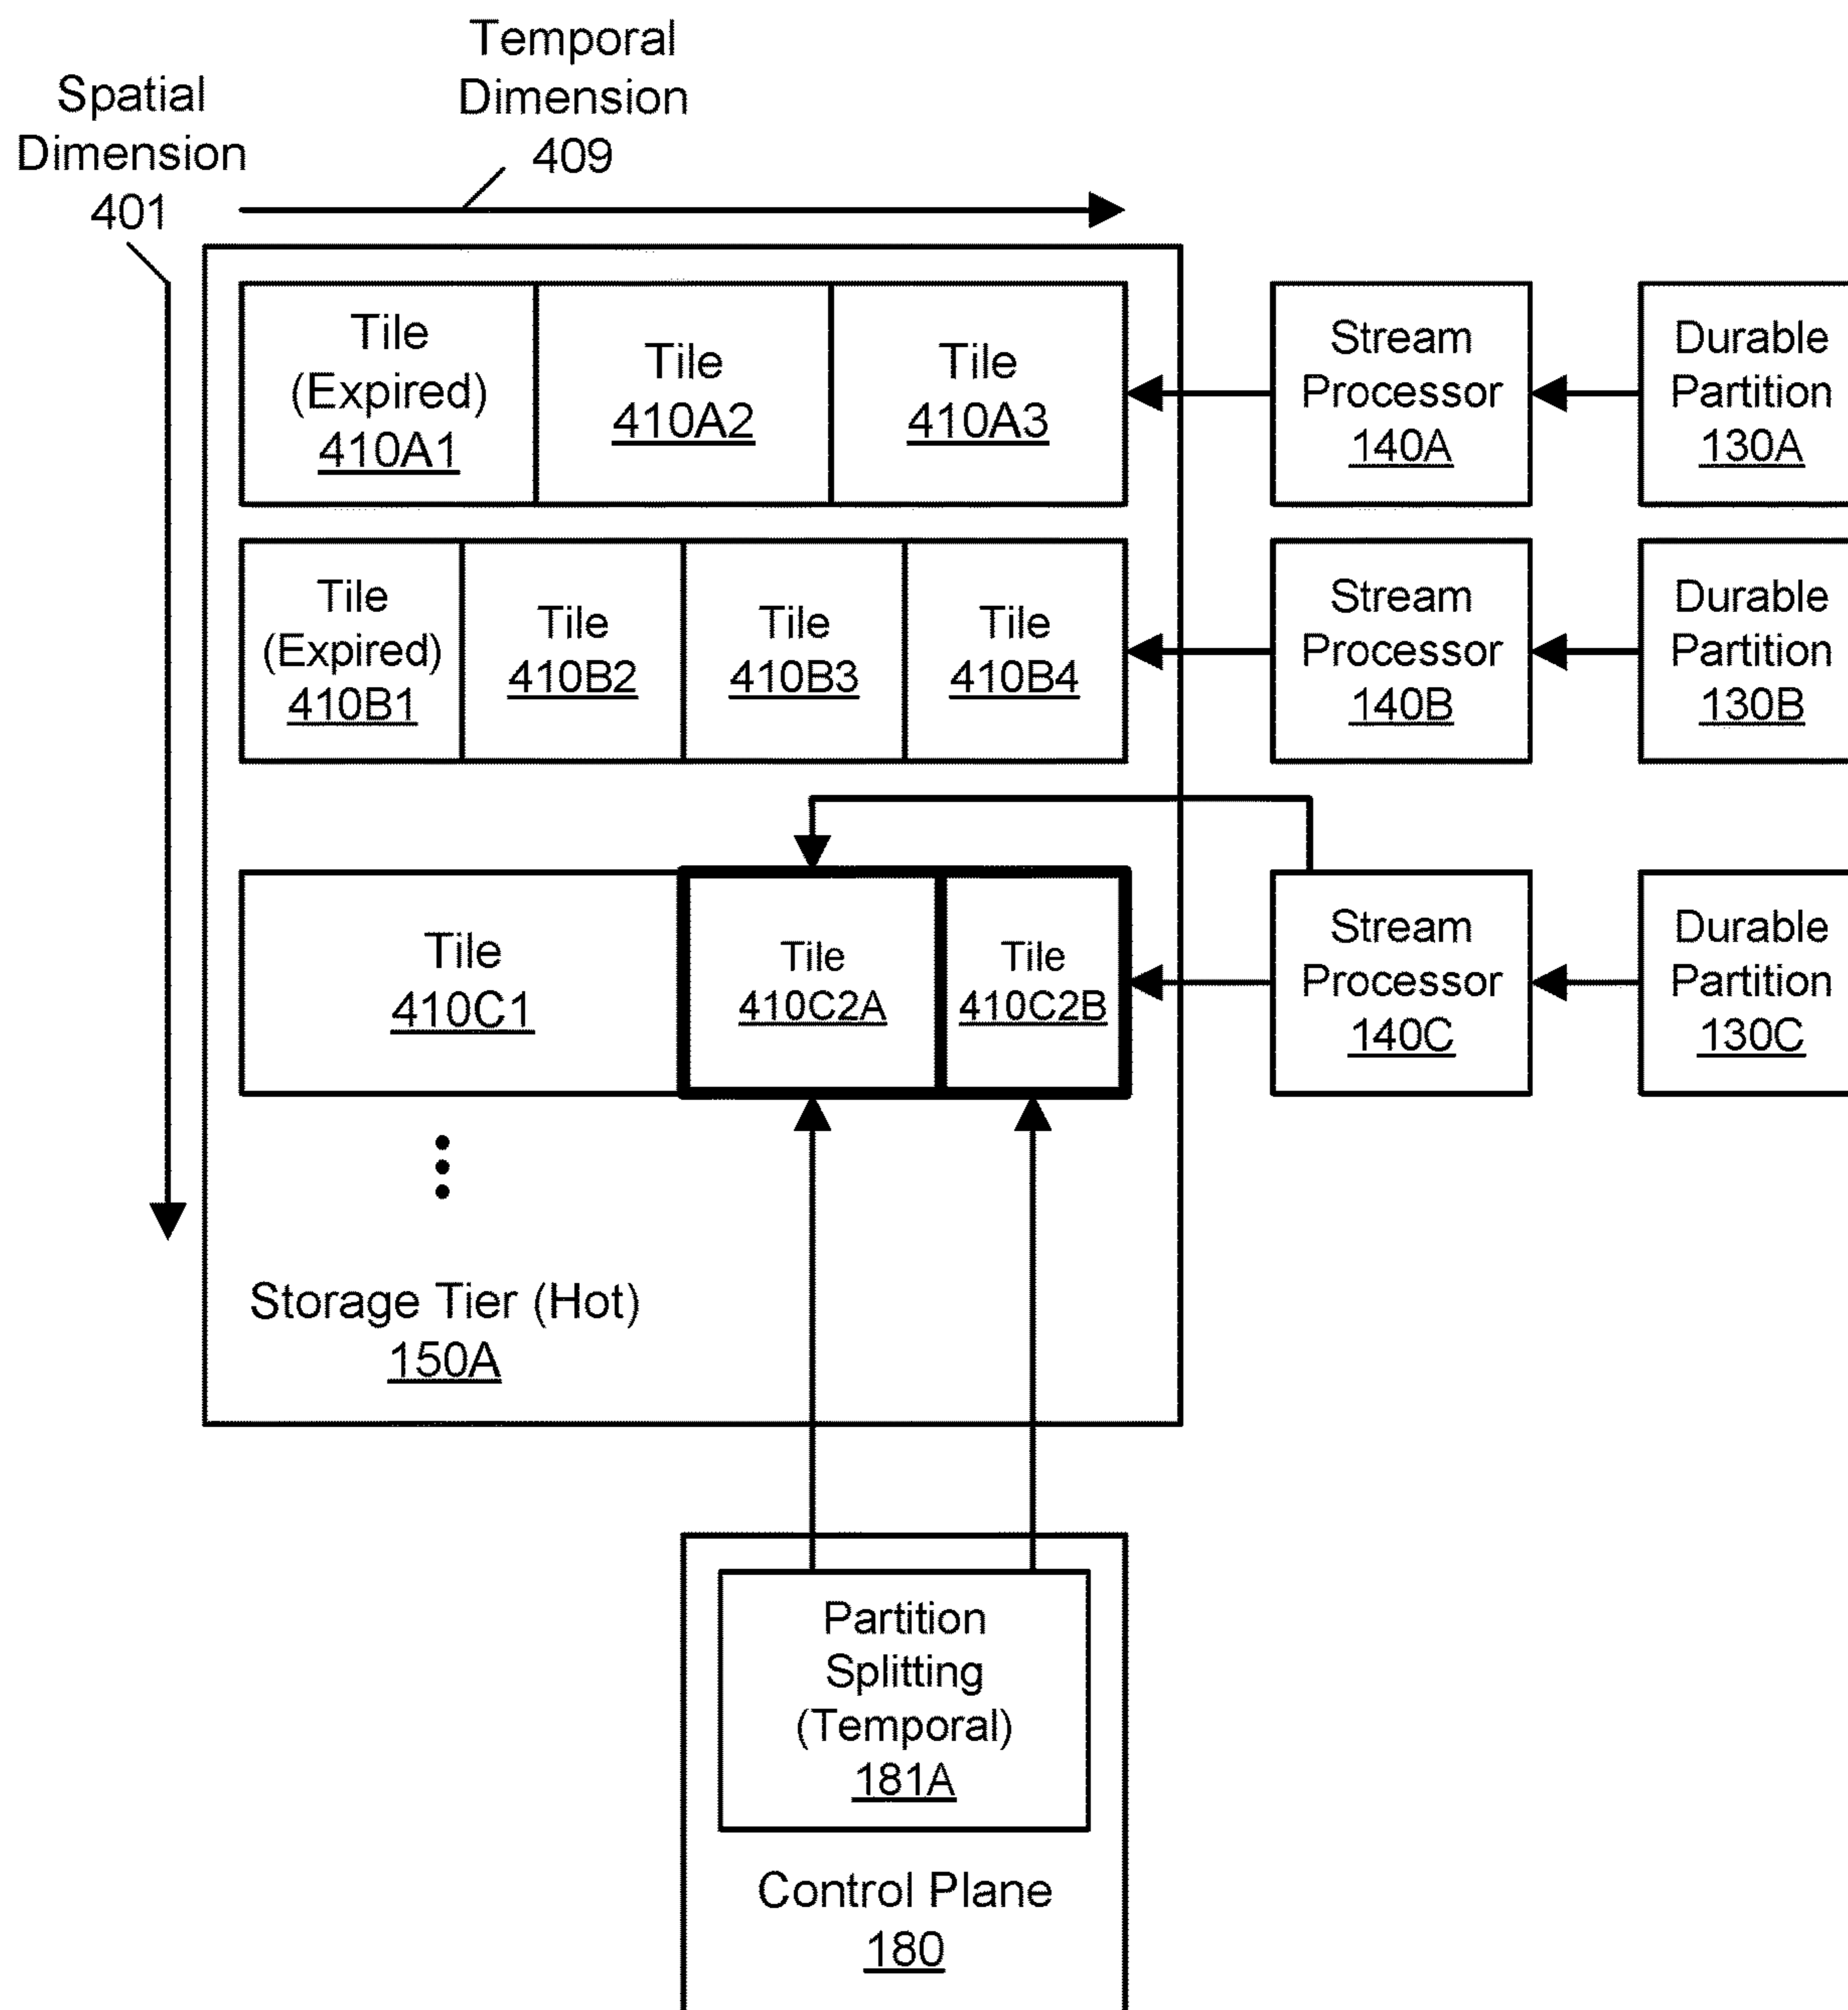 Temporal
Dimension
409
Spatial
Dimension
401
Tile
(Expired)
410A1
Tile
410A2
Tile
410A3
Stream
Processor
140A
Durable
Partition
130A
Tile
(Expired)
410B1
Tile
410B2
Tile
410B3
Tile
410B4
Stream
Processor
140B
Durable
Partition
130B
Tile
410C1
Tile
410C2A
Tile
410C2B
Stream
Processor
140C
Durable
Partition
130C
Storage Tier (Hot)
150A
Partition
Splitting
(Temporal)
181A
Control Plane
180